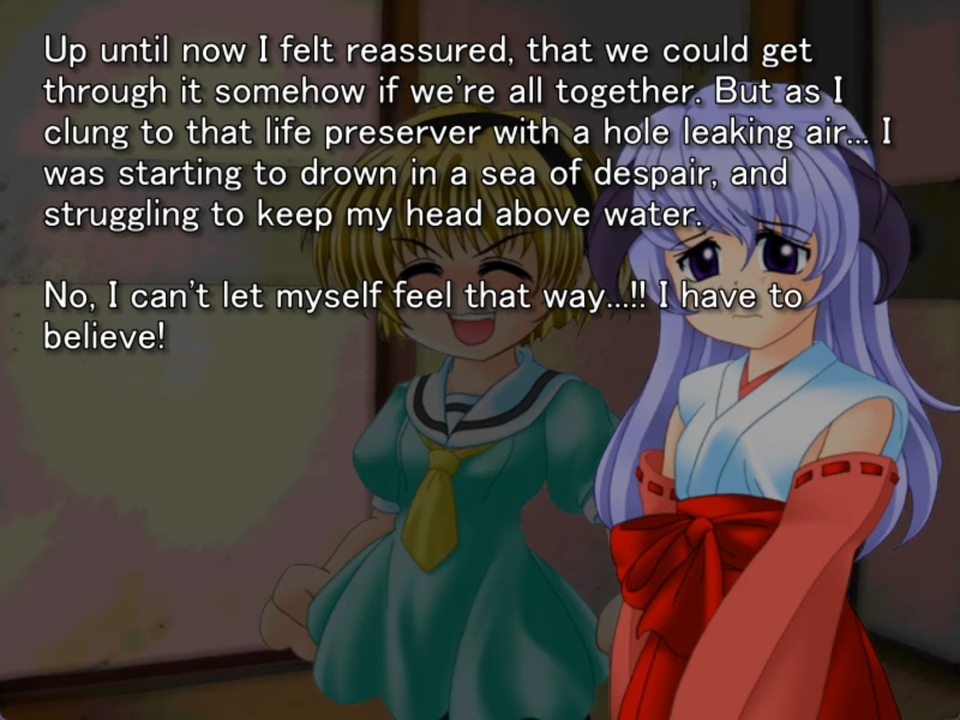 Up until now I felt reassured, that we could get
through it somehow if we're all together. But as I
clung to that life preserver with a hole leaking air... I
was starting to drown in a sea of despair, and
struggling to keep my head above water.
No, I can't let myself feel that way...!! I have to
believe!